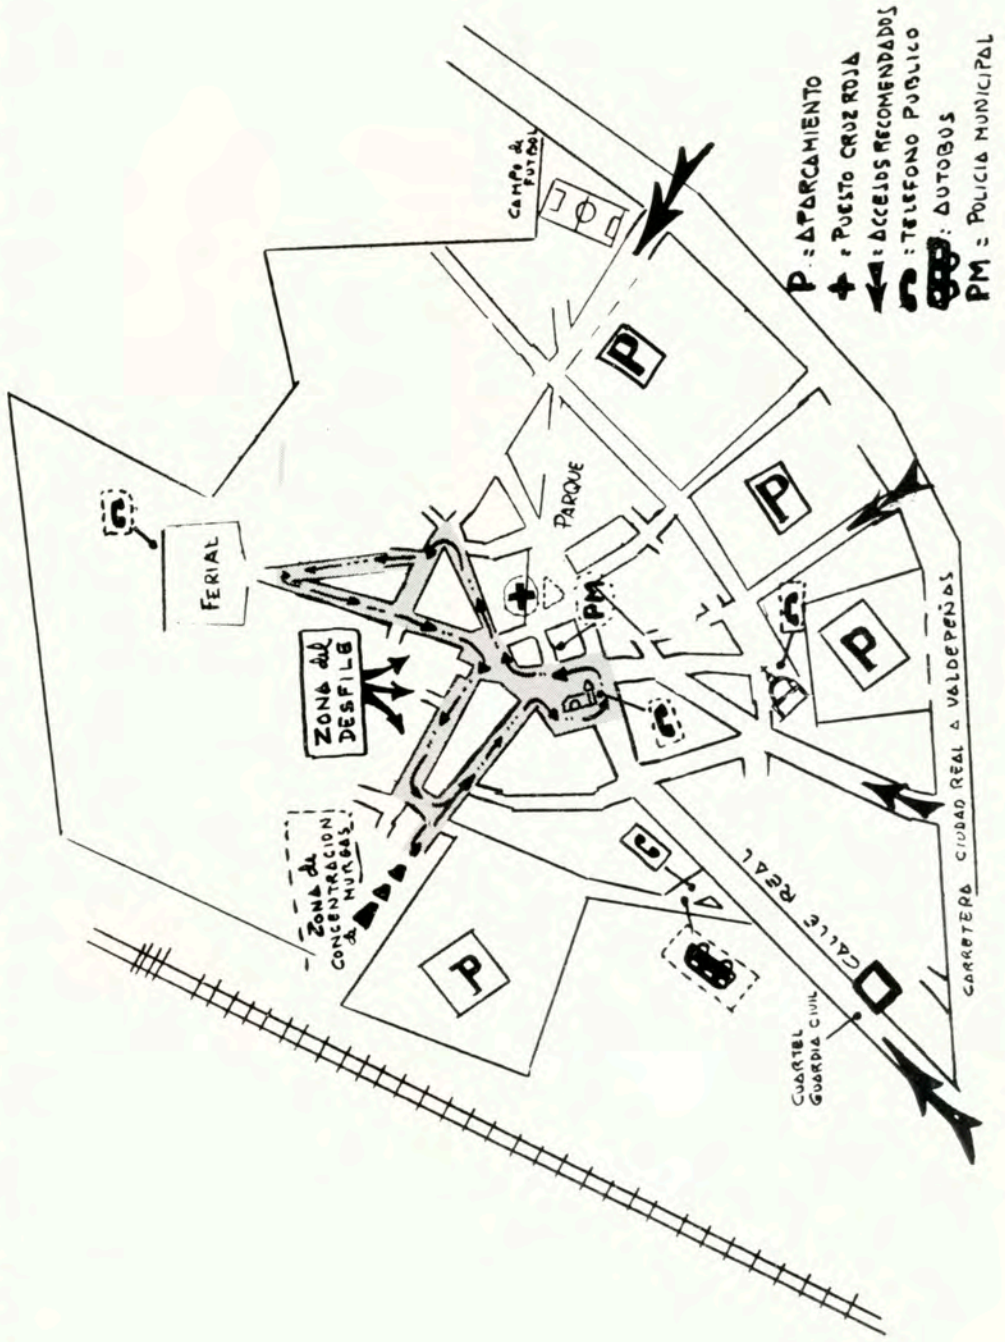 CAMPO de
FUTBOL
FERIAL
ZONA del
DESFILE
ZONA de
CONCENTRACION
de MURGAS
PARQUE
P
P
P
P
PM
CALLE REAL
CUARTEL
GUARDIA CIVIL
CARRETERA CIUDAD REAL A VALDEPEÑAS
P := APARCAMIENTO
+ : PUESTO CRUZ ROJA
: ACCESOS RECOMENDADOS
: TELEFONO PUBLICO
: AUTOBUS
PM : POLICIA MUNICIPAL